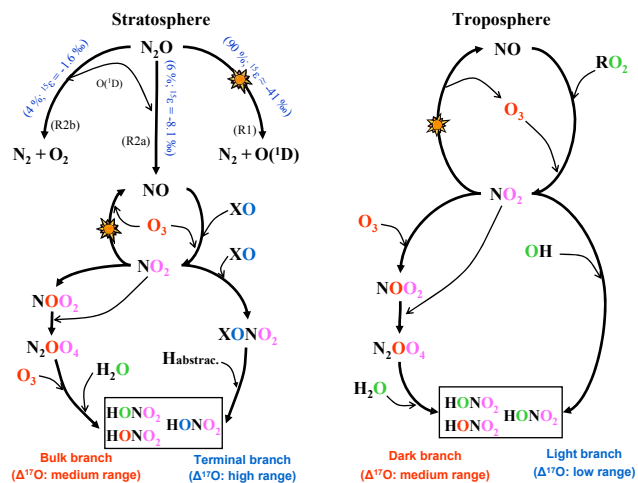 Stratosphere
N₂O
(4 %; ¹⁵ε = -1.6 ‰)
O(¹D)
(6 %; ¹⁵ε = -8.1 ‰)
(90 %; ¹⁵ε ≈ -41 ‰)
(R2b)
(R2a)
(R1)
N₂ + O₂
N₂ + O(¹D)
NO
O₃
XO
XO
NO₂
NOO₂
N₂OO₄
XONO₂
O₃
H₂O
Habstrac.
HONO₂
HONO₂
HONO₂
Bulk branch
(Δ¹⁷O: medium range)
Terminal branch
(Δ¹⁷O: high range)
Troposphere
NO
RO₂
O₃
NO₂
O₃
OH
NOO₂
N₂OO₄
H₂O
HONO₂
HONO₂
HONO₂
Dark branch
(Δ¹⁷O: medium range)
Light branch
(Δ¹⁷O: low range)